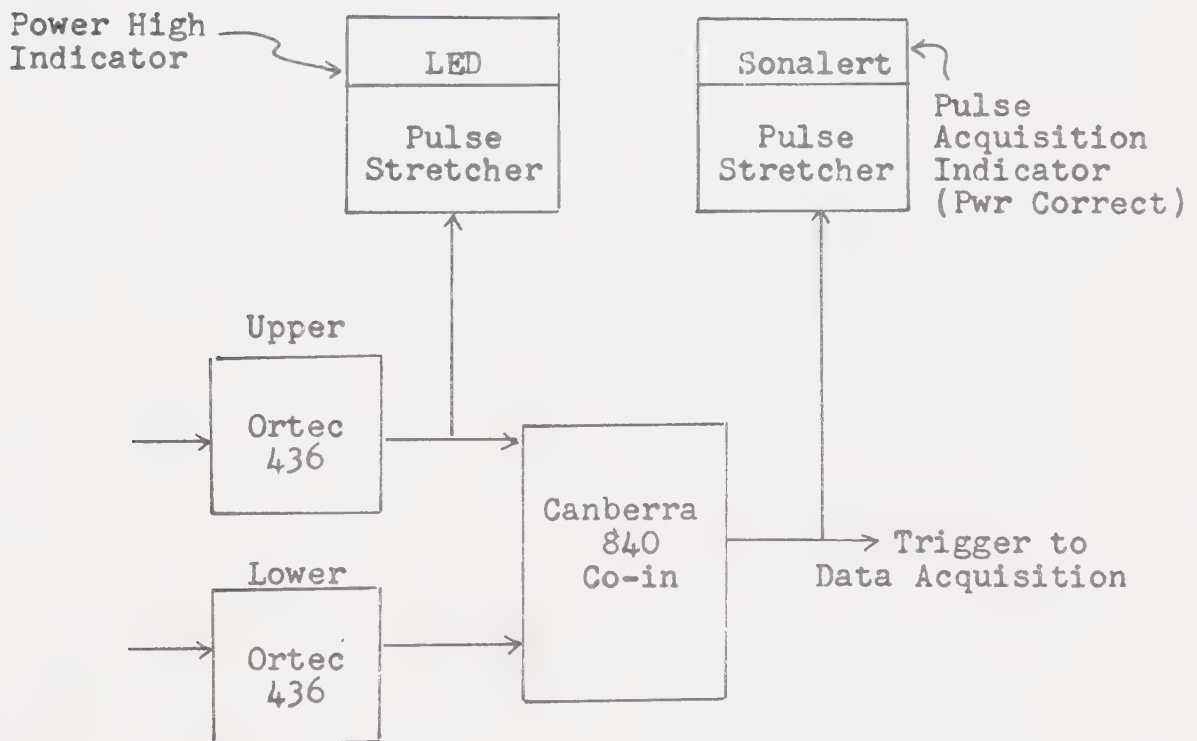 Power High
Indicator
LED
Pulse
Stretcher
Sonalert
Pulse
Stretcher
Pulse
Acquisition
Indicator
(Pwr Correct)
Upper
Ortec
436
Lower
Ortec
436
Canberra
840
Co-in
Trigger to
Data Acquisition